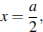 x = a/2,